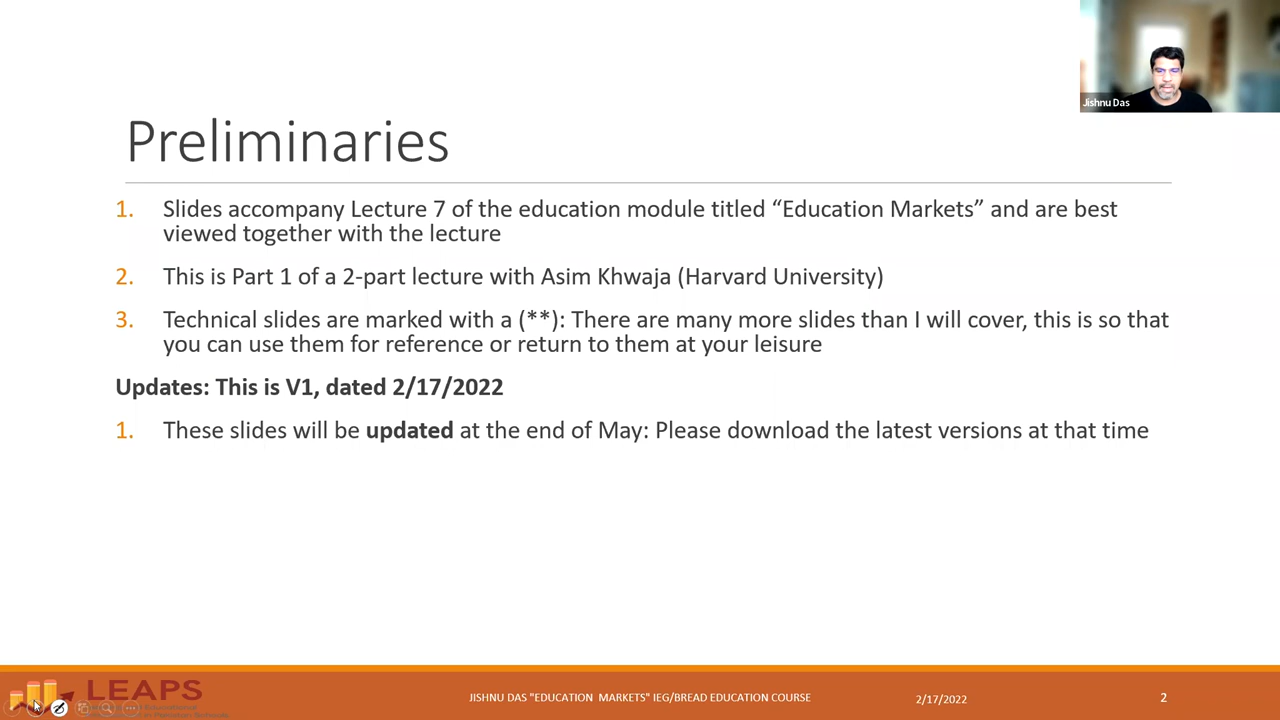 Jishnu Das
Preliminaries
1. Slides accompany Lecture 7 of the education module titled “Education Markets” and are best
viewed together with the lecture
2. This is Part 1 of a 2-part lecture with Asim Khwaja (Harvard University)
3. Technical slides are marked with a (**): There are many more slides than I will cover, this is so that
you can use them for reference or return to them at your leisure
Updates: This is V1, dated 2/17/2022
1. These slides will be updated at the end of May: Please download the latest versions at that time
LEAPS
JISHNU DAS "EDUCATION MARKETS" IEG/BREAD EDUCATION COURSE
2/17/2022
2